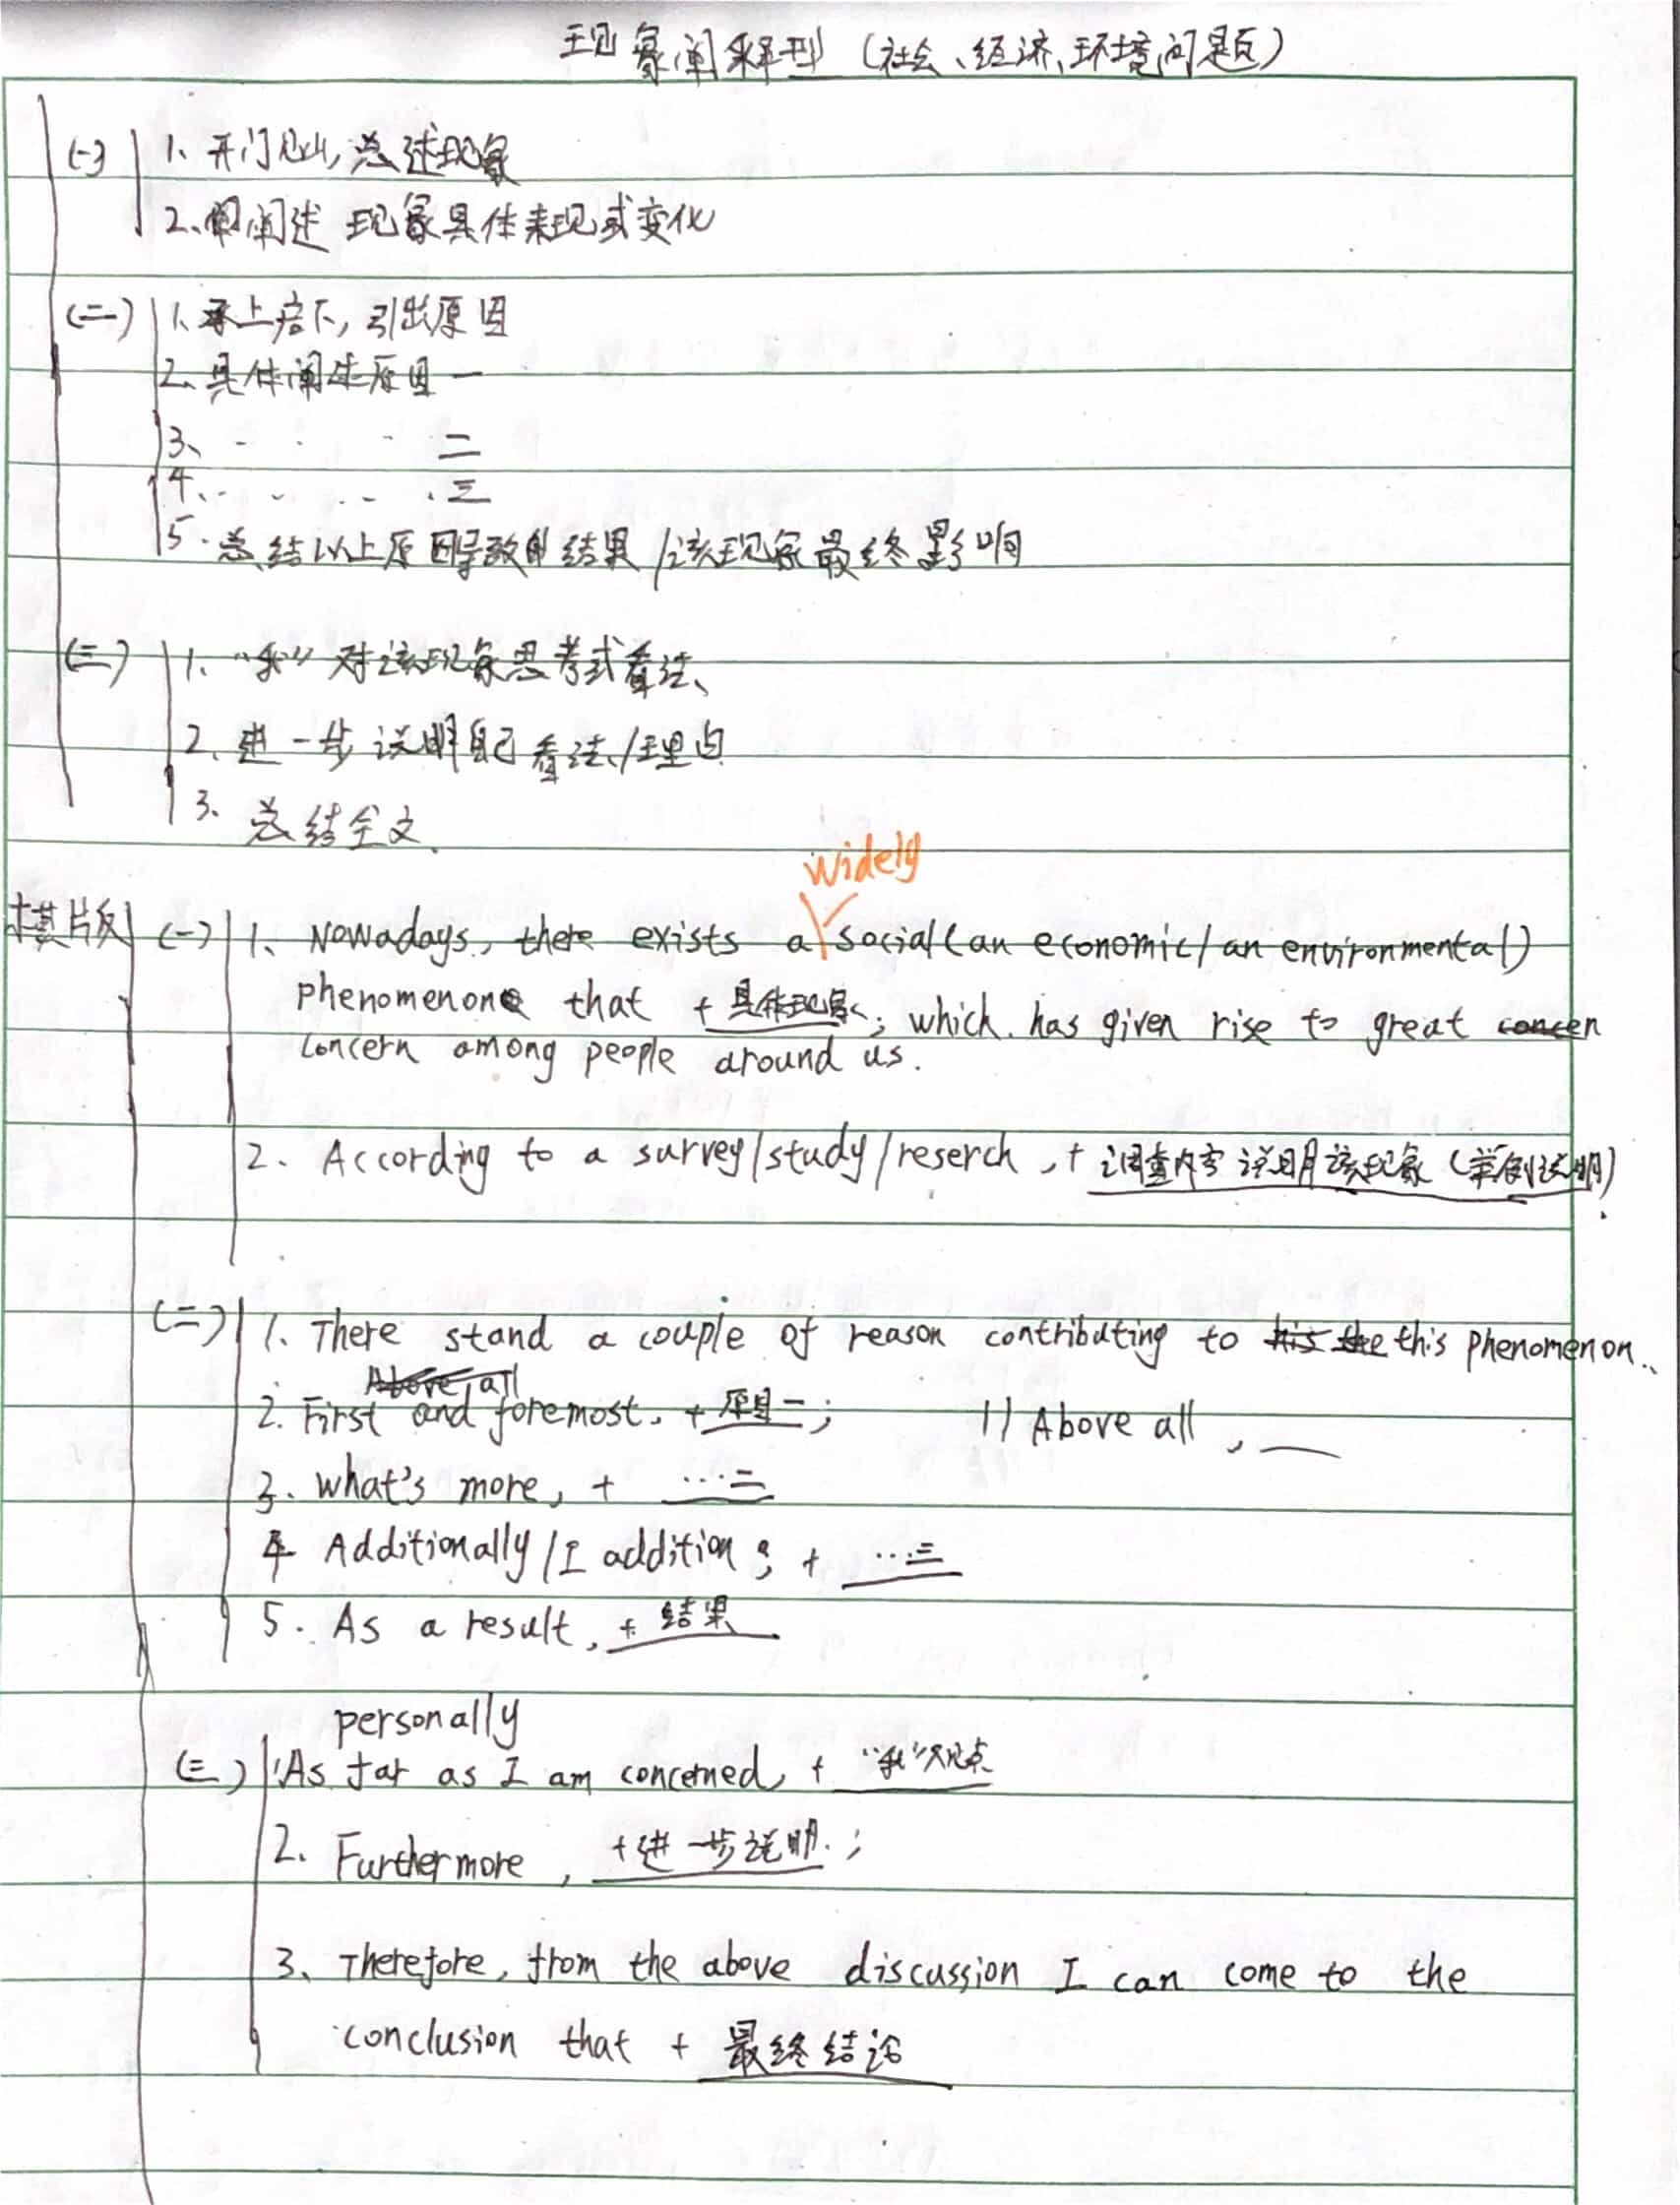 现象阐释型（社会、经济、环境问题）
(一) 1、开门见山，总述现象
2、阐述 现象具体表现或变化
(二) 1、承上启下，引出原因
2、具体阐述原因一
3、- - - 二
4、- - - - 三
5. 总结以上原因导致的结果/该现象最终影响
(三) 1、“我”对该现象思考或看法、
2、进一步说明自己看法/理由
3、总结全文.
widely
模版 (一) 1、Nowadays, there exists a social (an economic/ an environmental)
phenomenon that + 具体现象, which has given rise to great concen
concern among people around us.
2. According to a survey/study/reserch, + 调查内容说明该现象（举例说明）.
(二) 1. There stand a couple of reason contributing to his the this phenomenon.
Above all
2. First and foremost, + 原因一; // Above all, __
3. what's more, + ...二
4 Additionally/I addition, + ...三
5. As a result, + 结果
personally
(三) 1.As far as I am concerned, + “我”观点
2. Furthermore, +进一步说明.;
3、Therefore, from the above discussion I can come to the
conclusion that + 最终结论